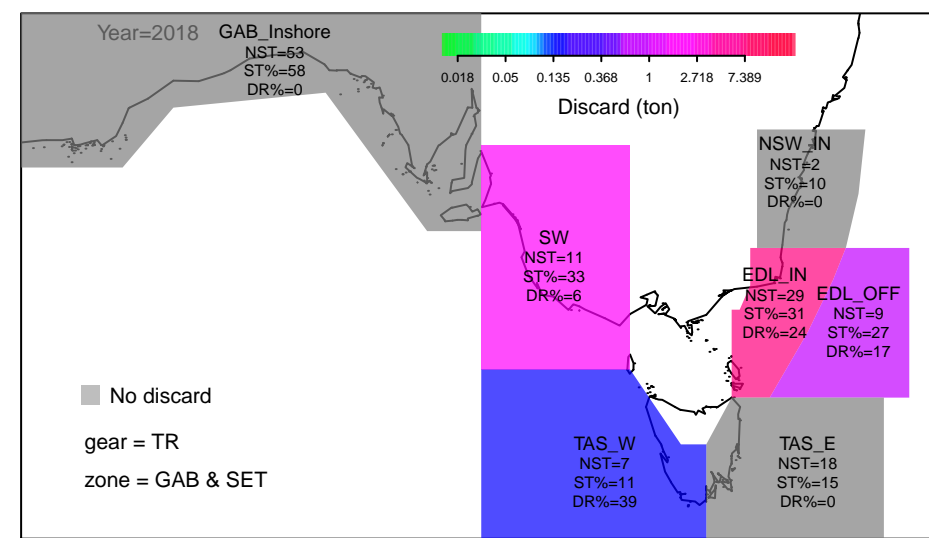 Year=2018
GAB_Inshore
NST=53
ST%=58
DR%=0
0.018 0.05 0.135 0.368 1 2.718 7.389
Discard (ton)
NSW_IN
NST=2
ST%=10
DR%=0
SW
NST=11
ST%=33
DR%=6
EDL_IN
NST=29
ST%=31
DR%=24
EDL_OFF
NST=9
ST%=27
DR%=17
No discard
gear = TR
zone = GAB & SET
TAS_W
NST=7
ST%=11
DR%=39
TAS_E
NST=18
ST%=15
DR%=0